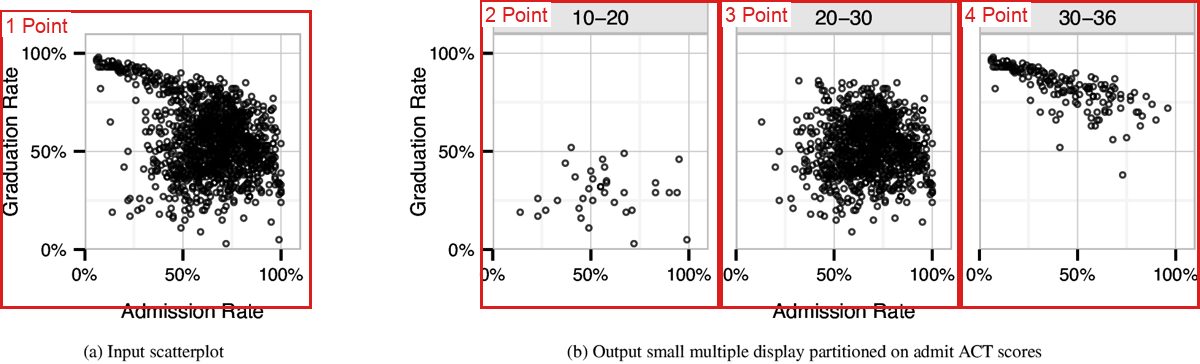 1 Point
Graduation Rate
100%
50%
0%
0%
50%
100%
Admission Rate
(a) Input scatterplot
2 Point
10–20
3 Point
20–30
4 Point
30–36
Graduation Rate
100%
50%
0%
0%
50%
100%
0%
50%
100%
0%
50%
100%
Admission Rate
(b) Output small multiple display partitioned on admit ACT scores